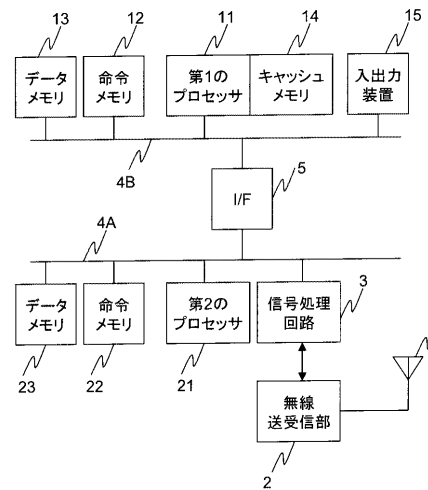 13
12
11
14
15
データ
メモリ
命令
メモリ
第1の
プロセッサ
キャッシュ
メモリ
入出力
装置
4B
5
I/F
4A
データ
メモリ
命令
メモリ
第2の
プロセッサ
信号処理
回路
3
23
22
21
無線
送受信部
2